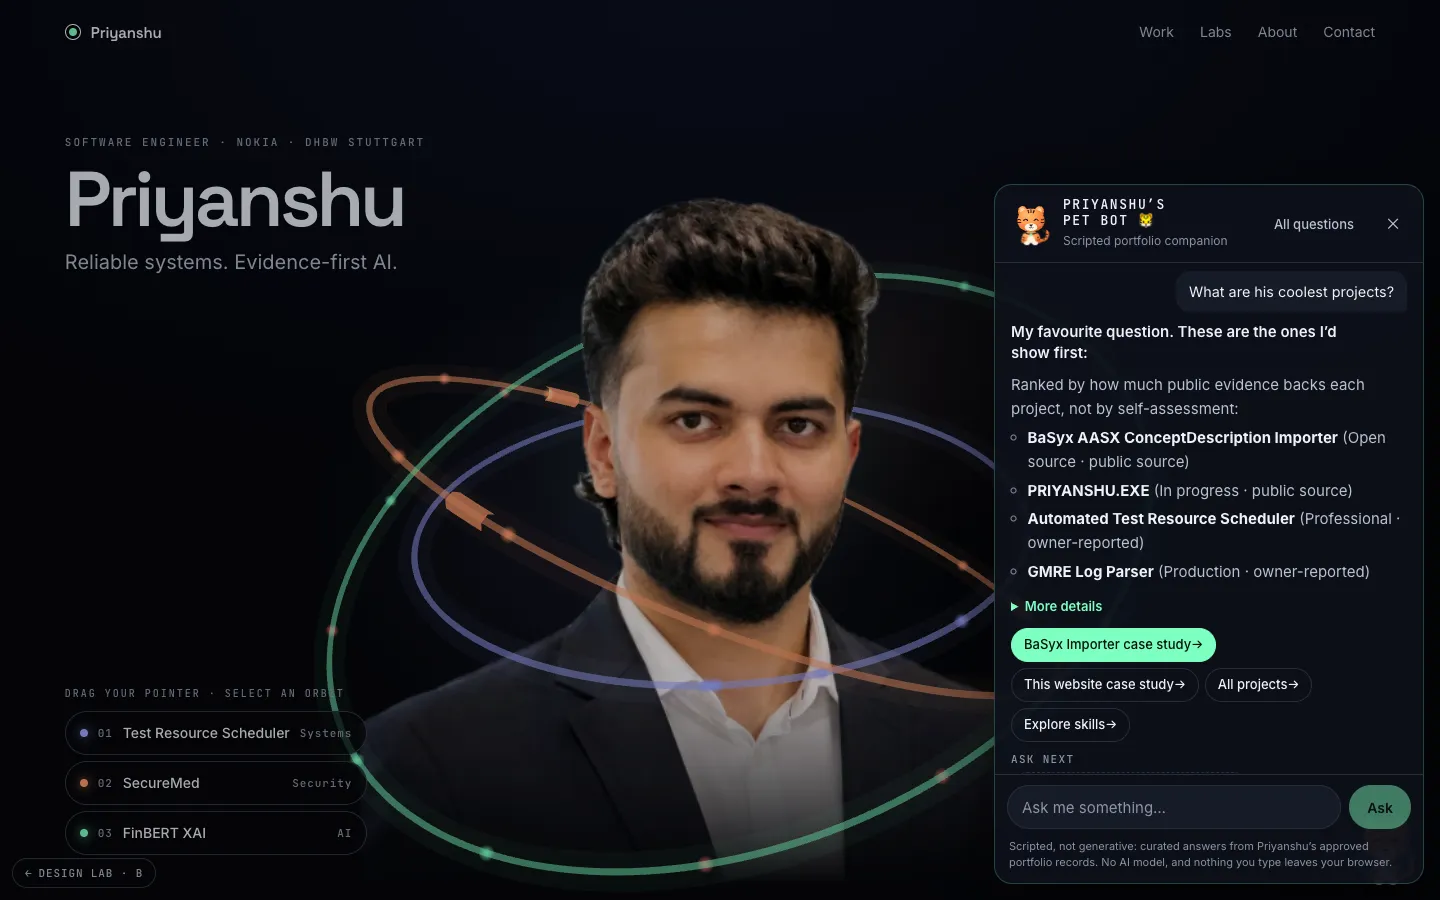 Priyanshu
Work
Labs
About
Contact
SOFTWARE ENGINEER · NOKIA · DHBW STUTTGART
Priyanshu
Reliable systems. Evidence-first AI.
DRAG YOUR POINTER · SELECT AN ORBIT
01 Test Resource Scheduler Systems
02 SecureMed Security
03 FinBERT XAI AI
← DESIGN LAB · B
PRIYANSHU’S
PET BOT 🐯
Scripted portfolio companion
All questions
What are his coolest projects?
My favourite question. These are the ones I’d
show first:
Ranked by how much public evidence backs each
project, not by self-assessment:
BaSyx AASX ConceptDescription Importer (Open
source · public source)
PRIYANSHU.EXE (In progress · public source)
Automated Test Resource Scheduler (Professional ·
owner-reported)
GMRE Log Parser (Production · owner-reported)
▶ More details
BaSyx Importer case study→
This website case study→
All projects→
Explore skills→
ASK NEXT
Ask me something…
Ask
Scripted, not generative: curated answers from Priyanshu’s approved
portfolio records. No AI model, and nothing you type leaves your browser.